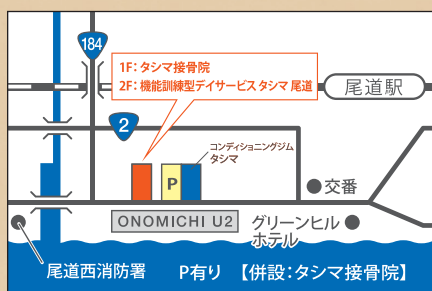 184
1F：タシマ接骨院
2F：機能訓練型デイサービス タシマ 尾道
尾道駅
2
コンディショニングジム
タシマ
P
交番
ONOMICHI U2
グリーンヒル
ホテル
尾道西消防署
P有り 【併設：タシマ接骨院】